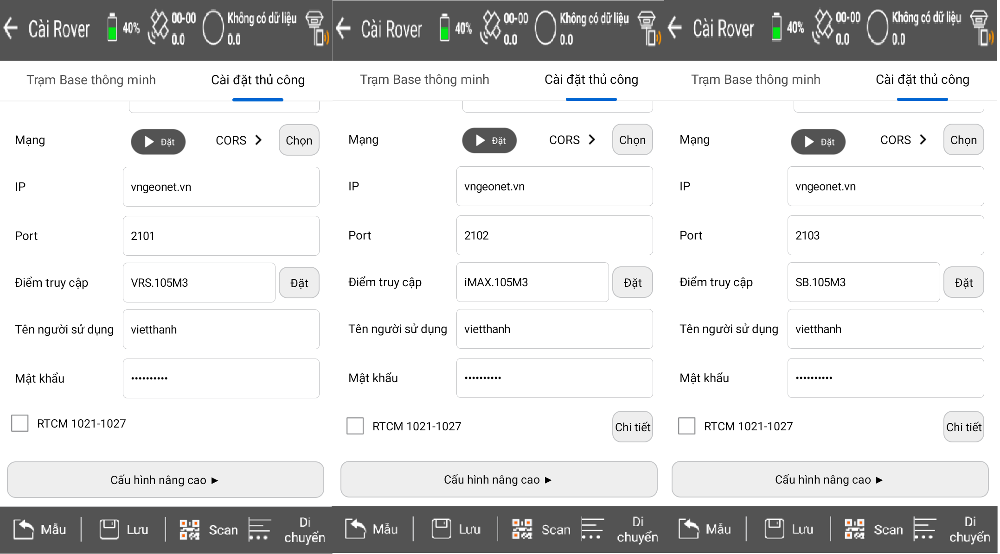 Cài Rover 40% 00-00 Không có dữ liệu
0.0 0.0
Trạm Base thông minh Cài đặt thủ công
Mạng Đặt CORS Chọn
IP vngeonet.vn
Port 2101
Điểm truy cập VRS.105M3 Đặt
Tên người sử dụng vietthanh
Mật khẩu ••••••••••
RTCM 1021-1027
Cấu hình nâng cao ►
Mẫu Lưu Scan Di chuyển
Cài Rover 40% 00-00 Không có dữ liệu
0.0 0.0
Trạm Base thông minh Cài đặt thủ công
Mạng Đặt CORS Chọn
IP vngeonet.vn
Port 2102
Điểm truy cập iMAX.105M3 Đặt
Tên người sử dụng vietthanh
Mật khẩu ••••••••••
RTCM 1021-1027 Chi tiết
Cấu hình nâng cao ►
Mẫu Lưu Scan Di chuyển
Cài Rover 40% 00-00 Không có dữ liệu
0.0 0.0
Trạm Base thông minh Cài đặt thủ công
Mạng Đặt CORS Chọn
IP vngeonet.vn
Port 2103
Điểm truy cập SB.105M3 Đặt
Tên người sử dụng vietthanh
Mật khẩu ••••••••••
RTCM 1021-1027 Chi tiết
Cấu hình nâng cao ►
Mẫu Lưu Scan Di chuyển